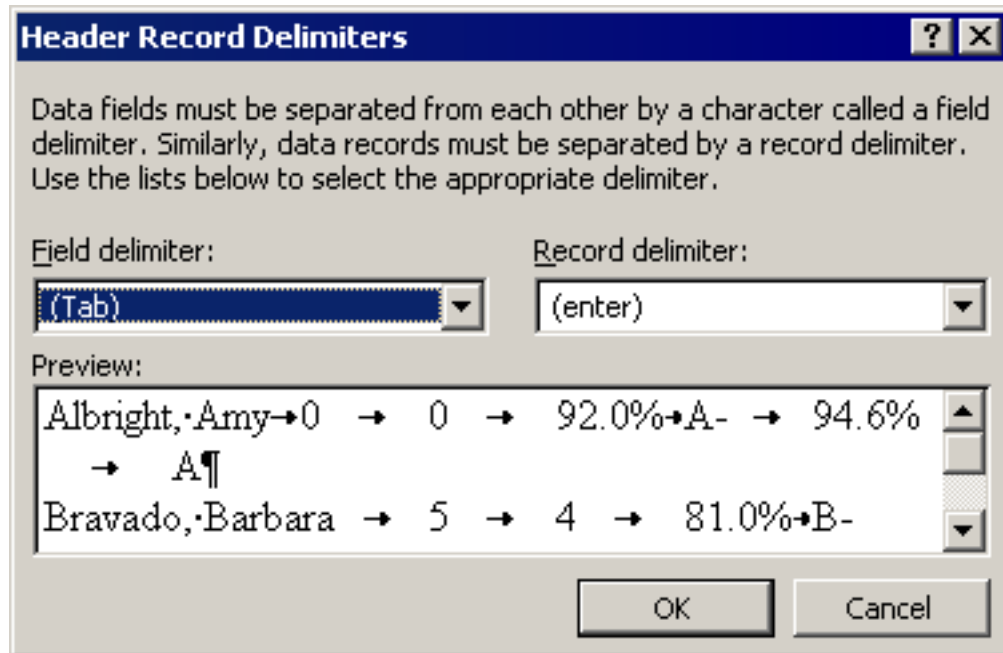 Header Record Delimiters
Data fields must be separated from each other by a character called a field
delimiter. Similarly, data records must be separated by a record delimiter.
Use the lists below to select the appropriate delimiter.
Field delimiter: Record delimiter:
(Tab) (enter)
Preview:
Albright,·Amy→0 → 0 → 92.0%→A- → 94.6%
→ A¶
Bravado,·Barbara → 5 → 4 → 81.0%→B-
OK Cancel